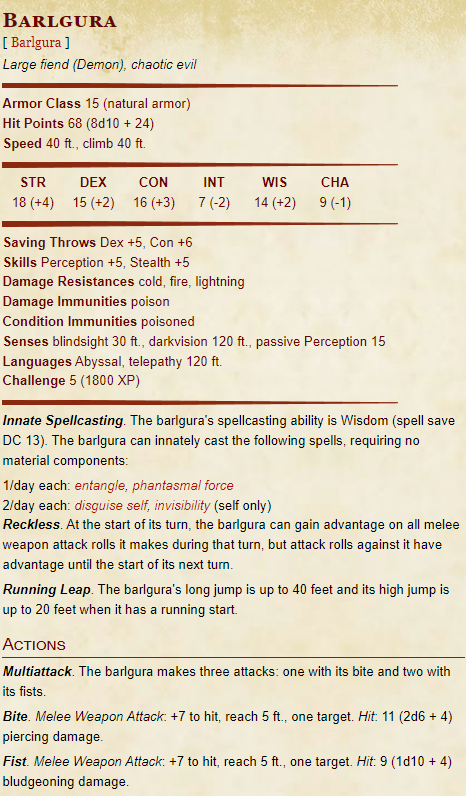 BARLGURA
[ Barlgura ]
Large fiend (Demon), chaotic evil
Armor Class 15 (natural armor)
Hit Points 68 (8d10 + 24)
Speed 40 ft., climb 40 ft.
STR DEX CON INT WIS CHA
18 (+4) 15 (+2) 16 (+3) 7 (-2) 14 (+2) 9 (-1)
Saving Throws Dex +5, Con +6
Skills Perception +5, Stealth +5
Damage Resistances cold, fire, lightning
Damage Immunities poison
Condition Immunities poisoned
Senses blindsight 30 ft., darkvision 120 ft., passive Perception 15
Languages Abyssal, telepathy 120 ft.
Challenge 5 (1800 XP)
Innate Spellcasting. The barlgura's spellcasting ability is Wisdom (spell save
DC 13). The barlgura can innately cast the following spells, requiring no
material components:
1/day each: entangle, phantasmal force
2/day each: disguise self, invisibility (self only)
Reckless. At the start of its turn, the barlgura can gain advantage on all melee
weapon attack rolls it makes during that turn, but attack rolls against it have
advantage until the start of its next turn.
Running Leap. The barlgura's long jump is up to 40 feet and its high jump is
up to 20 feet when it has a running start.
ACTIONS
Multiattack. The barlgura makes three attacks: one with its bite and two with
its fists.
Bite. Melee Weapon Attack: +7 to hit, reach 5 ft., one target. Hit: 11 (2d6 + 4)
piercing damage.
Fist. Melee Weapon Attack: +7 to hit, reach 5 ft., one target. Hit: 9 (1d10 + 4)
bludgeoning damage.